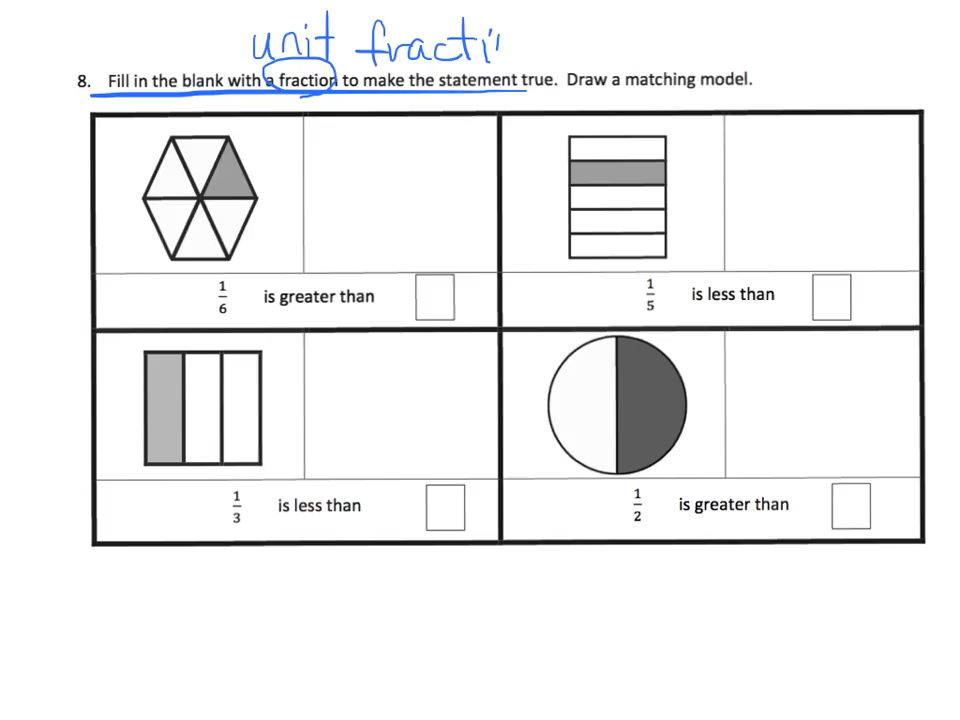 unit fracti
8. Fill in the blank with a fraction to make the statement true. Draw a matching model.
1/6 is greater than
1/5 is less than
1/3 is less than
1/2 is greater than